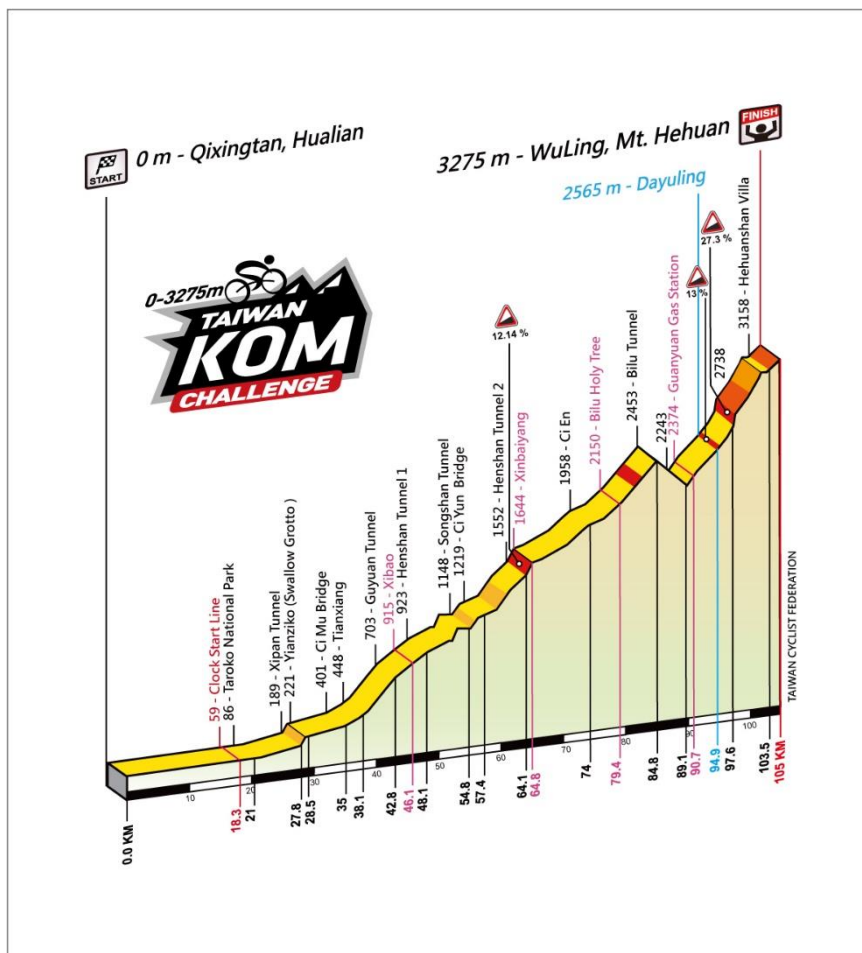 START
0 m - Qixingtan, Hualian
3275 m - WuLing, Mt. Hehuan
FINISH
2565 m - Dayuling
0-3275m
TAIWAN
KOM
CHALLENGE
59 - Clock Start Line
86 - Taroko National Park
189 - Xipan Tunnel
221 - Yianziko (Swallow Grotto )
401 - Ci Mu Bridge
448 - Tianxiang
703 - Guyuan Tunnel
915 - Xibao
923 - Henshan Tunnel 1
1148 - Songshan Tunnel
1219 - Ci Yun Bridge
1552 - Henshan Tunnel 2
12.14 %
1644 - Xinbaiyang
1958 - Ci En
2150 - Bilu Holy Tree
2453 - Bilu Tunnel
2243
2374 - Guanyuan Gas Station
13 %
27.3 %
2738
3158 - Hehuanshan Villa
TAIWAN CYCLIST FEDERATION
10
20
30
40
50
60
70
80
90
100
0.0 KM
18.3
21
27.8
28.5
35
38.1
42.8
46.1
48.1
54.8
57.4
64.1
64.8
74
79.4
84.8
89.1
90.7
94.9
97.6
103.5
105 KM